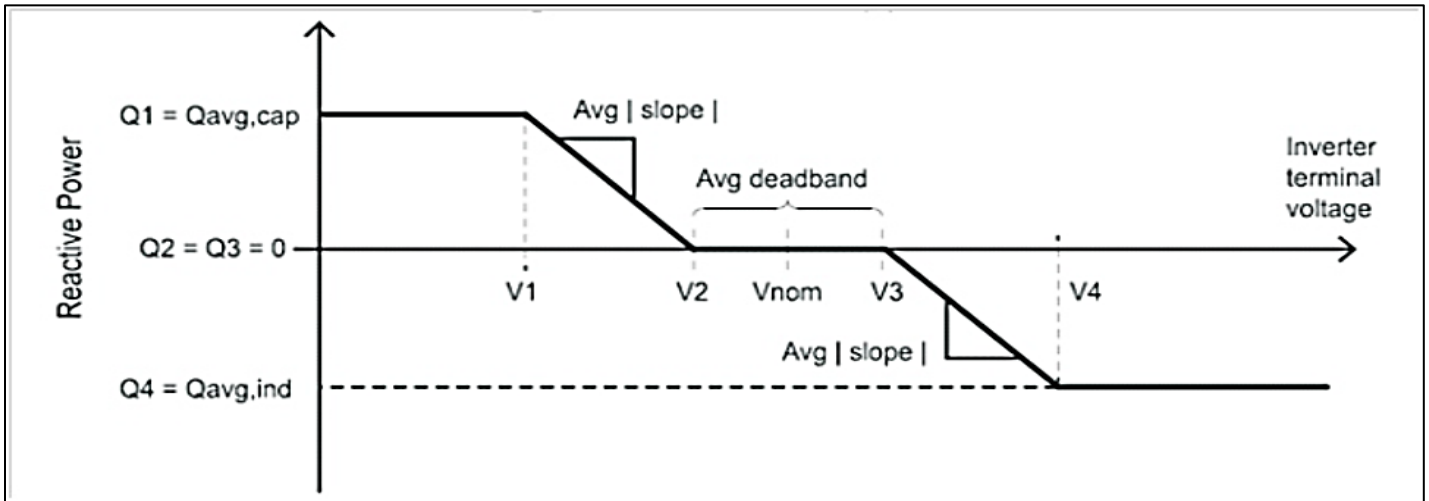 Q1 = Qavg,cap
Avg | slope |
Avg deadband
Inverter
terminal
voltage
Reactive Power
Q2 = Q3 = 0
V1
V2
Vnom
V3
V4
Avg | slope |
Q4 = Qavg,ind